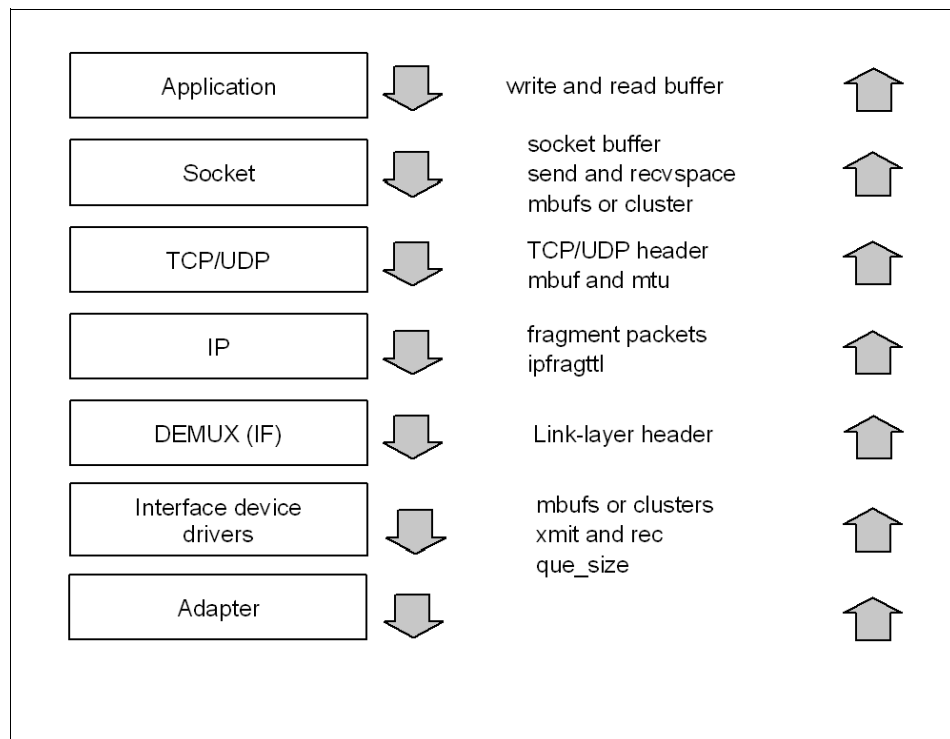 Application
write and read buffer
Socket
socket buffer
send and recvspace
mbufs or cluster
TCP/UDP
TCP/UDP header
mbuf and mtu
IP
fragment packets
ipfragttl
DEMUX (IF)
Link-layer header
Interface device
drivers
mbufs or clusters
xmit and rec
que_size
Adapter